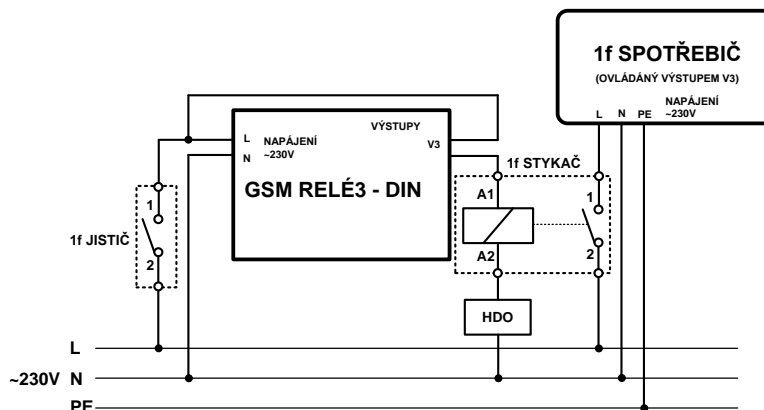 1f SPOTŘEBIČ
(OVLÁDÁNÝ VÝSTUPEM V3)
NAPÁJENÍ
L N PE ~230V
VÝSTUPY
L NAPÁJENÍ V3
N ~230V
GSM RELÉ3 - DIN
1f STYKAČ
A1
1
1
2
1f JISTIČ
A2
2
HDO
L
~230V N
PE